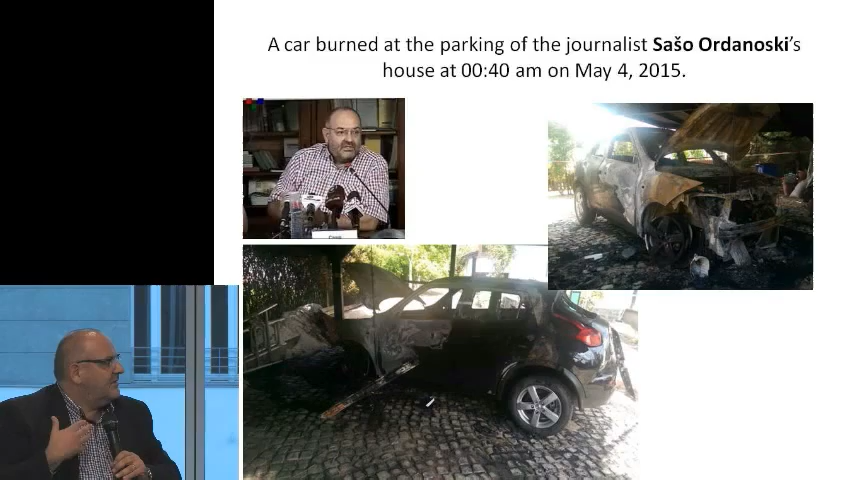 A car burned at the parking of the journalist Sašo Ordanoski's
house at 00:40 am on May 4, 2015.